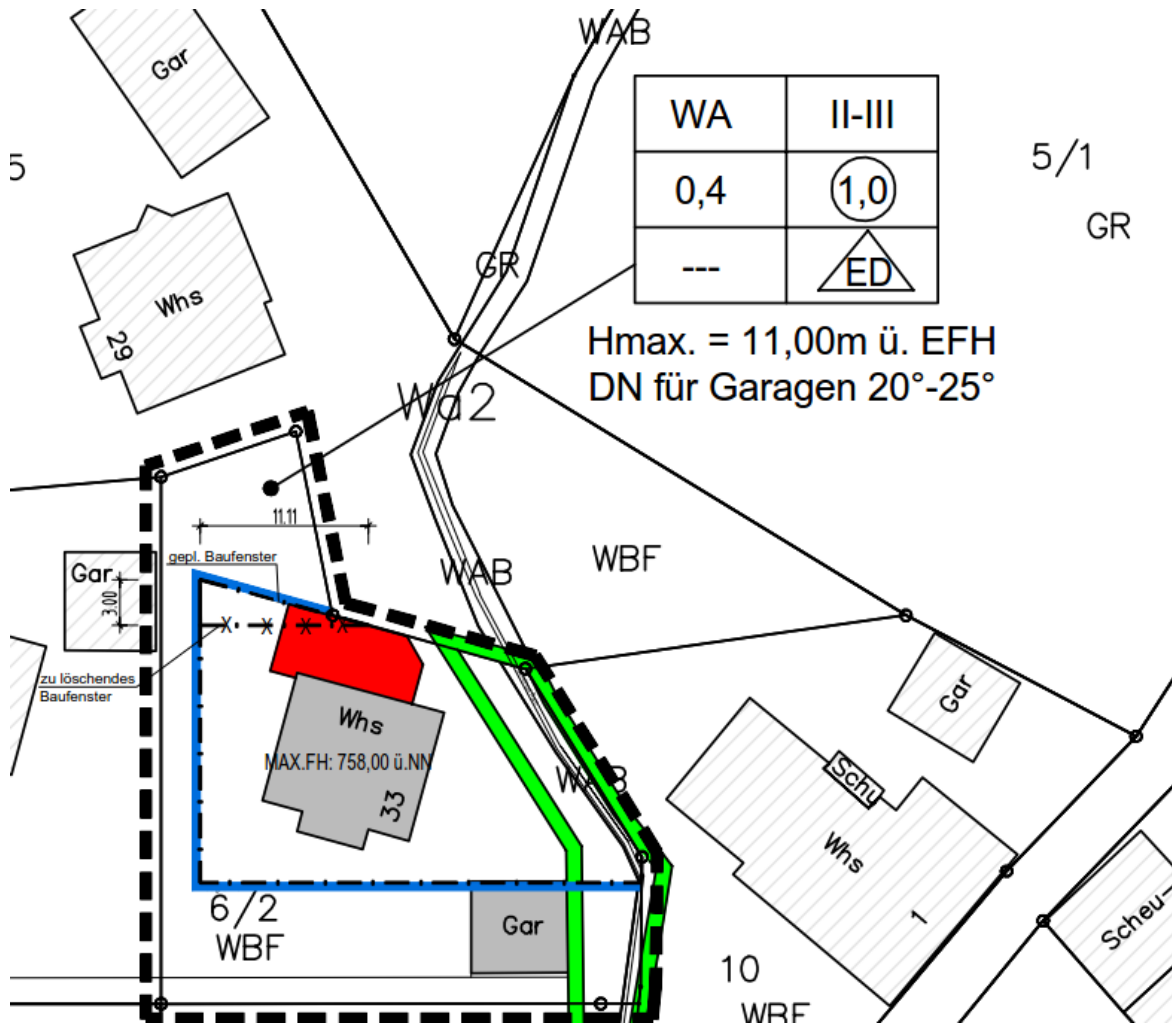 WAB
Gar
WA
II-III
5
5/1
0,4
1,0
GR
---
ED
GR
Whs
29
Hmax. = 11,00m ü. EFH
DN für Garagen 20°-25°
Wa2
11.11
gepl. Baufenster
WAB
WBF
Gar
3.00
X X X X
zu löschendes
Baufenster
Gar
Whs
MAX.FH: 758,00 ü.NN
WAB
Schu
33
Whs
6/2
WBF
Gar
1
Scheu-
10
WBF